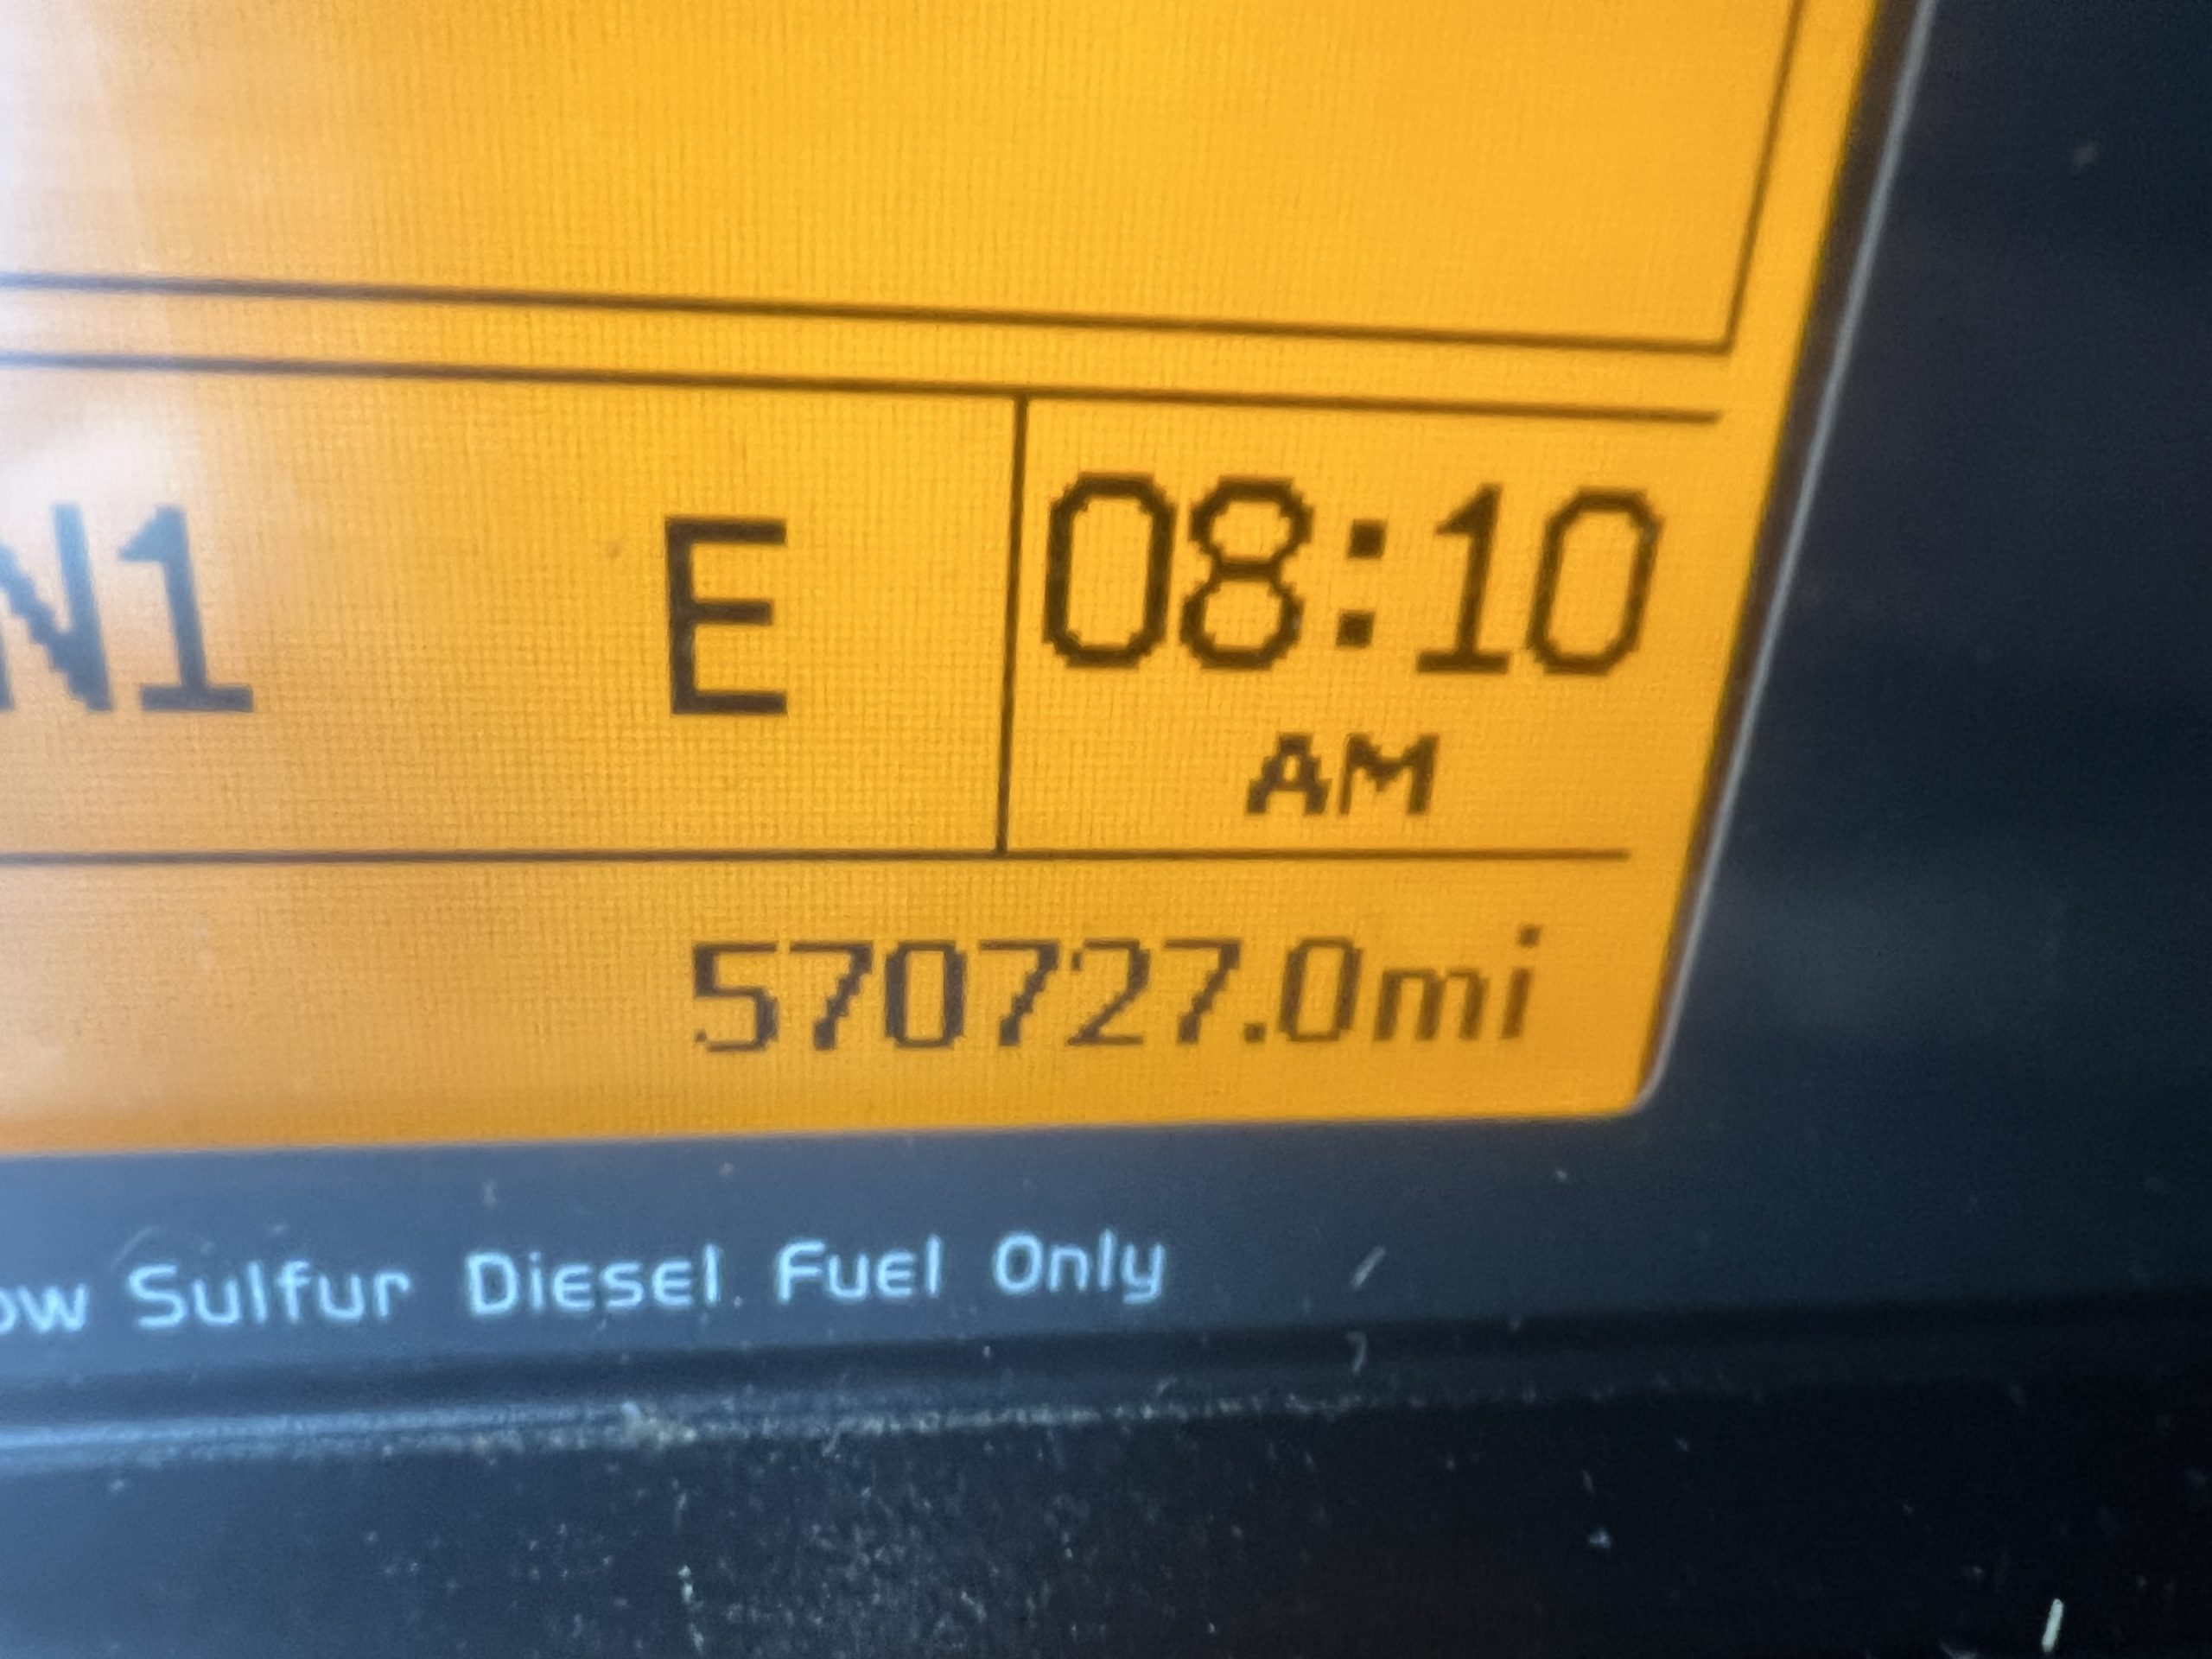 N1 E 08:10
AM
570727.0mi
ow Sulfur Diesel Fuel Only